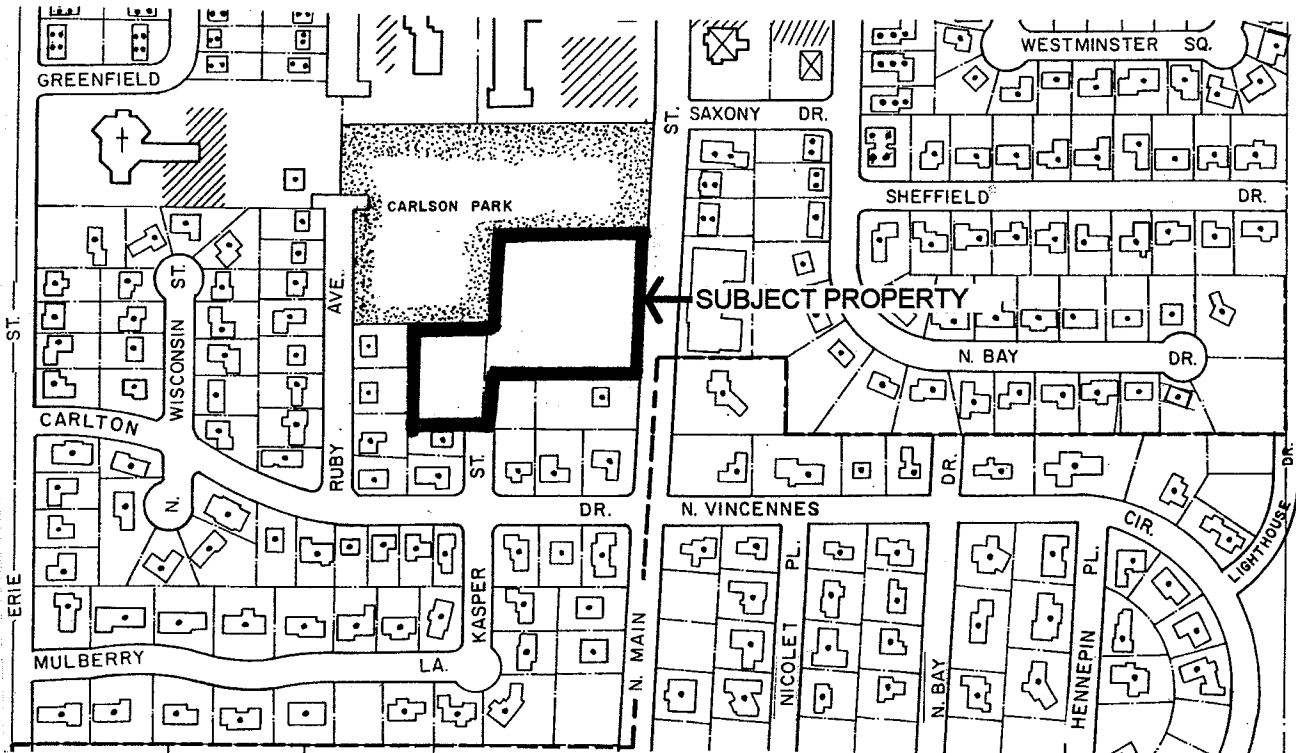 WESTMINSTER SQ.
GREENFIELD
SAXONY DR.
ST.
SHEFFIELD DR.
CARLSON PARK
ST.
AVE.
SUBJECT PROPERTY
ST.
WISCONSIN
N. BAY DR.
CARLTON
RUBY
ST.
DR.
DR.
N.
DR.
N. VINCENNES
CIR.
LIGHTHOUSE
ERIE
KASPER
PL.
PL.
MULBERRY LA.
N. MAIN
NICOLET
N. BAY
HENNEPIN